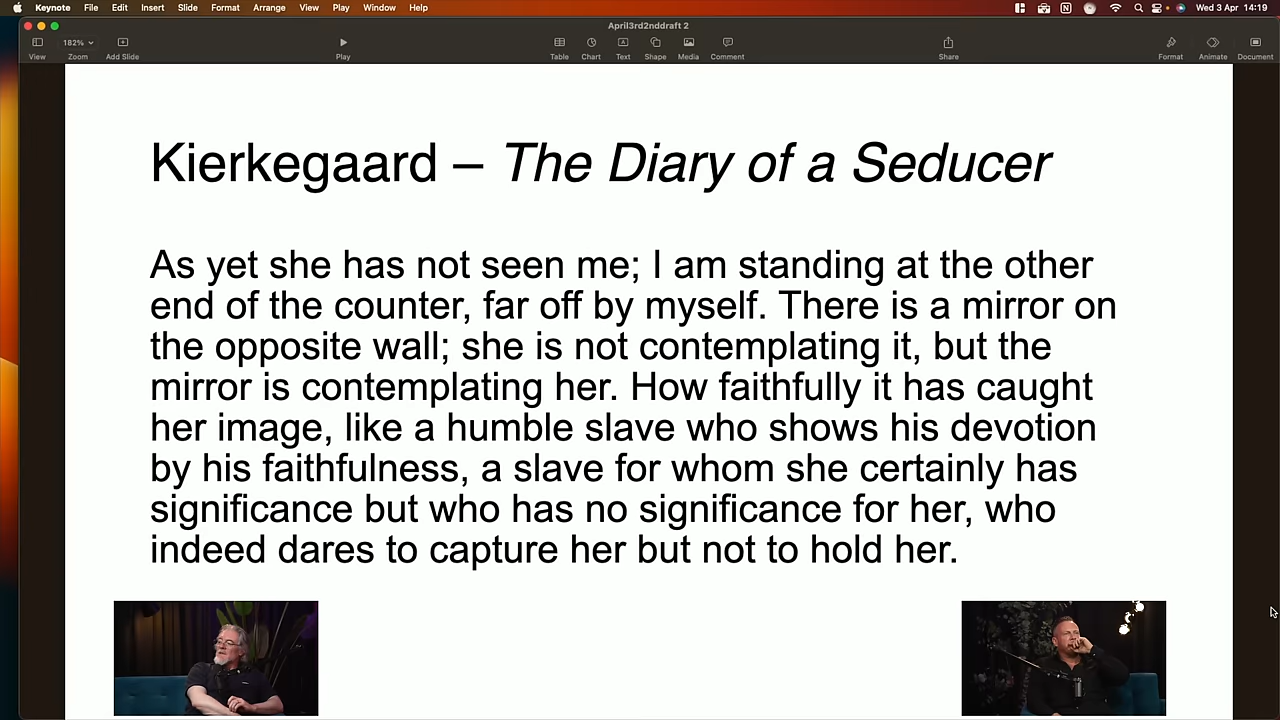 Keynote File Edit Insert Slide Format Arrange View Play Window Help Wed 3 Apr 14:19
April3rd2nddraft 2
182%
View Zoom Add Slide Play Table Chart Text Shape Media Comment Share Format Animate Document
Kierkegaard – The Diary of a Seducer
As yet she has not seen me; I am standing at the other
end of the counter, far off by myself. There is a mirror on
the opposite wall; she is not contemplating it, but the
mirror is contemplating her. How faithfully it has caught
her image, like a humble slave who shows his devotion
by his faithfulness, a slave for whom she certainly has
significance but who has no significance for her, who
indeed dares to capture her but not to hold her.